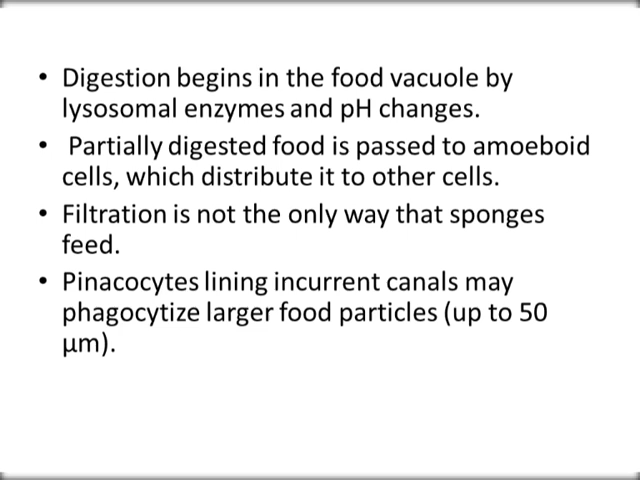 • Digestion begins in the food vacuole by
lysosomal enzymes and pH changes.
• Partially digested food is passed to amoeboid
cells, which distribute it to other cells.
• Filtration is not the only way that sponges
feed.
• Pinacocytes lining incurrent canals may
phagocytize larger food particles (up to 50
μm).